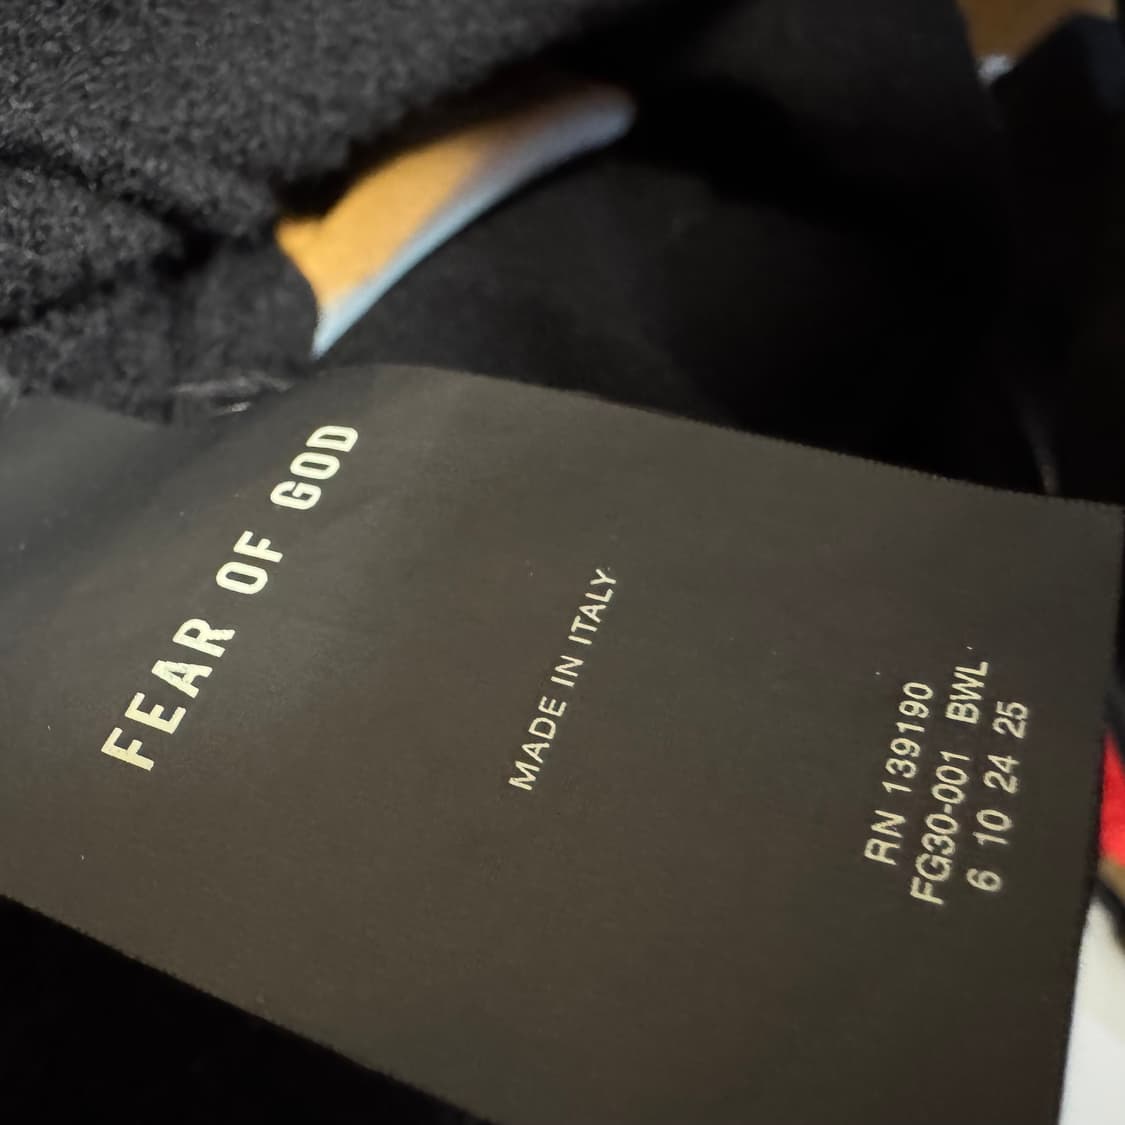 FEAR OF GOD
MADE IN ITALY
RN 139190
FG30-001 BWL
6 10 24 25